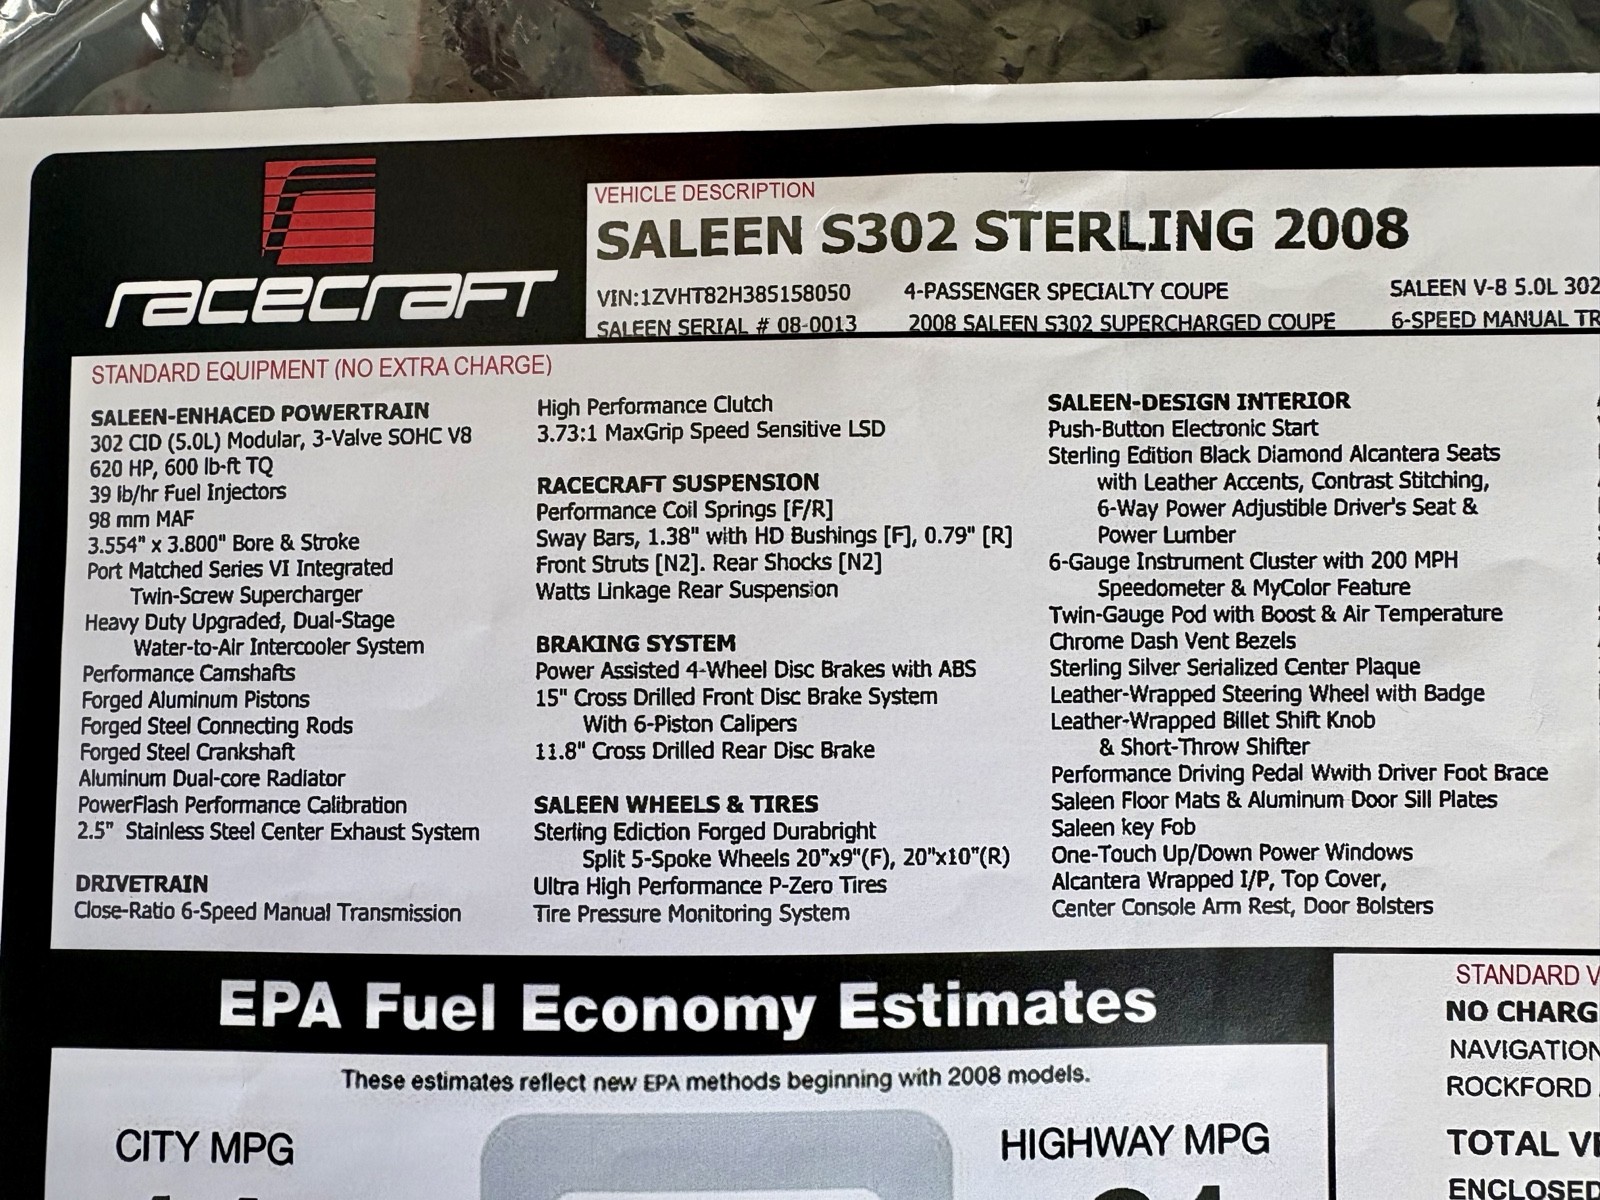 racecraft
VEHICLE DESCRIPTION
SALEEN S302 STERLING 2008
VIN:1ZVHT82H385158050 4-PASSENGER SPECIALTY COUPE SALEEN V-8 5.0L 302
SALEEN SERIAL # 08-0013 2008 SALEEN S302 SUPERCHARGED COUPE 6-SPEED MANUAL TR
STANDARD EQUIPMENT (NO EXTRA CHARGE)
SALEEN-ENHACED POWERTRAIN
302 CID (5.0L) Modular, 3-Valve SOHC V8
620 HP, 600 lb-ft TQ
39 lb/hr Fuel Injectors
98 mm MAF
3.554" x 3.800" Bore & Stroke
Port Matched Series VI Integrated
Twin-Screw Supercharger
Heavy Duty Upgraded, Dual-Stage
Water-to-Air Intercooler System
Performance Camshafts
Forged Aluminum Pistons
Forged Steel Connecting Rods
Forged Steel Crankshaft
Aluminum Dual-core Radiator
PowerFlash Performance Calibration
2.5" Stainless Steel Center Exhaust System
DRIVETRAIN
Close-Ratio 6-Speed Manual Transmission
High Performance Clutch
3.73:1 MaxGrip Speed Sensitive LSD
RACECRAFT SUSPENSION
Performance Coil Springs [F/R]
Sway Bars, 1.38" with HD Bushings [F], 0.79" [R]
Front Struts [N2]. Rear Shocks [N2]
Watts Linkage Rear Suspension
BRAKING SYSTEM
Power Assisted 4-Wheel Disc Brakes with ABS
15" Cross Drilled Front Disc Brake System
With 6-Piston Calipers
11.8" Cross Drilled Rear Disc Brake
SALEEN WHEELS & TIRES
Sterling Ediction Forged Durabright
Split 5-Spoke Wheels 20"x9"(F), 20"x10"(R)
Ultra High Performance P-Zero Tires
Tire Pressure Monitoring System
SALEEN-DESIGN INTERIOR
Push-Button Electronic Start
Sterling Edition Black Diamond Alcantera Seats
with Leather Accents, Contrast Stitching,
6-Way Power Adjustible Driver's Seat &
Power Lumber
6-Gauge Instrument Cluster with 200 MPH
Speedometer & MyColor Feature
Twin-Gauge Pod with Boost & Air Temperature
Chrome Dash Vent Bezels
Sterling Silver Serialized Center Plaque
Leather-Wrapped Steering Wheel with Badge
Leather-Wrapped Billet Shift Knob
& Short-Throw Shifter
Performance Driving Pedal Wwith Driver Foot Brace
Saleen Floor Mats & Aluminum Door Sill Plates
Saleen key Fob
One-Touch Up/Down Power Windows
Alcantera Wrapped I/P, Top Cover,
Center Console Arm Rest, Door Bolsters
EPA Fuel Economy Estimates
These estimates reflect new EPA methods beginning with 2008 models.
CITY MPG
HIGHWAY MPG
STANDARD V
NO CHARG
NAVIGATION
ROCKFORD
TOTAL VE
ENCLOSED